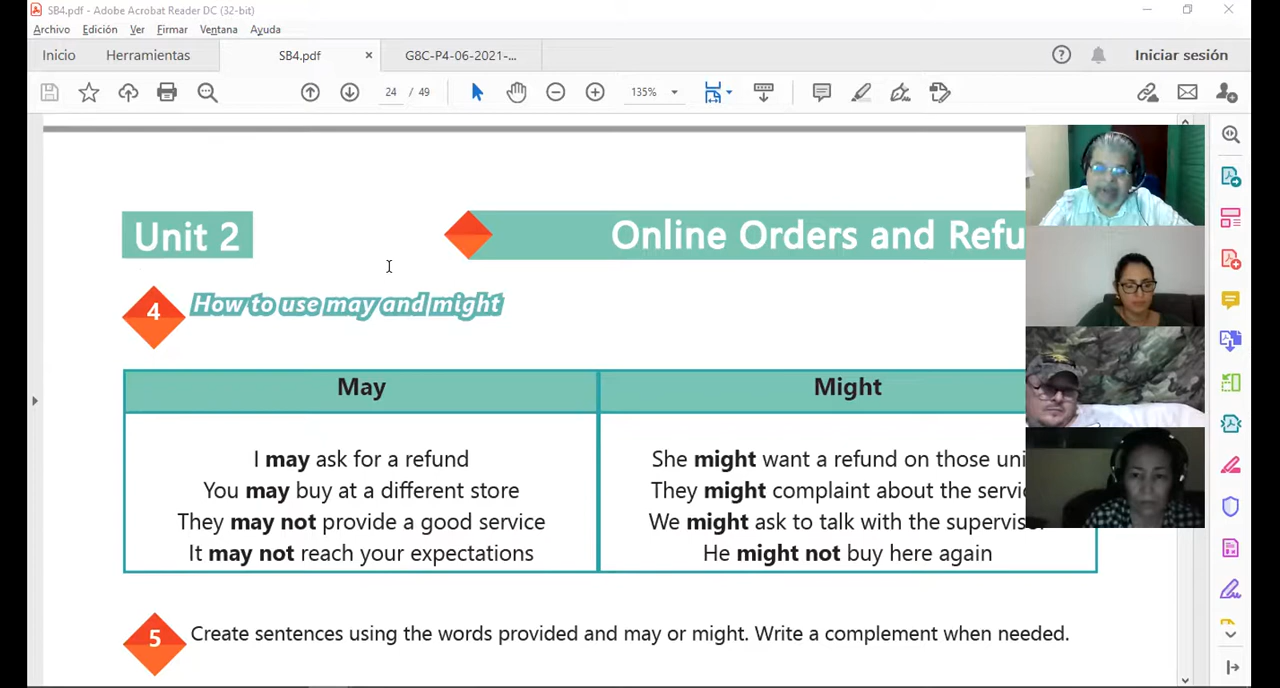 SB4.pdf - Adobe Acrobat Reader DC (32-bit)
Archivo Edición Ver Firmar Ventana Ayuda
Inicio Herramientas SB4.pdf × G8C-P4-06-2021-... Iniciar sesión
24 / 49 135%
Unit 2 Online Orders and Refu
4 How to use may and might
May Might
I may ask for a refund She might want a refund on those uni
You may buy at a different store They might complaint about the servic
They may not provide a good service We might ask to talk with the supervisor
It may not reach your expectations He might not buy here again
5 Create sentences using the words provided and may or might. Write a complement when needed.